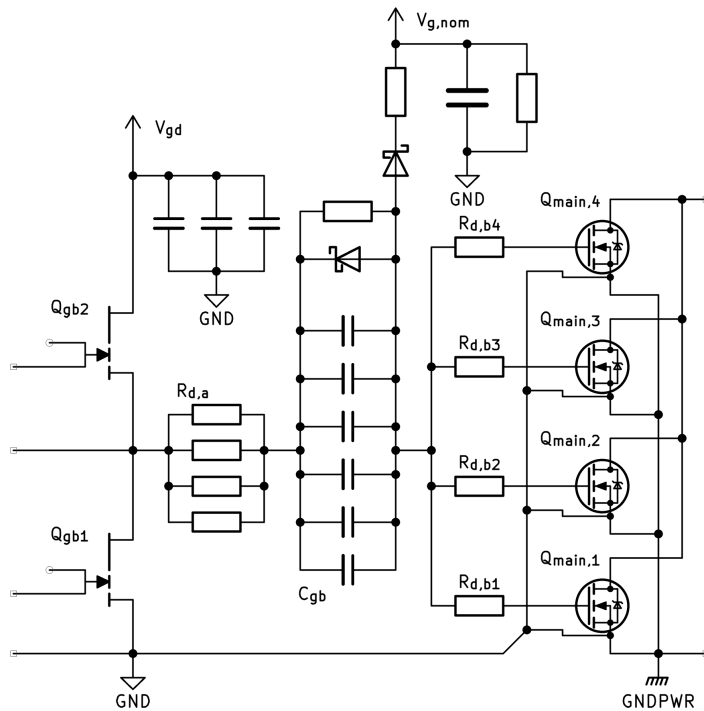 Vg,nom
Vgd
GND
Qmain,4
Rd,b4
Qgb2
GND
Qmain,3
Rd,b3
Rd,a
Qmain,2
Rd,b2
Qgb1
Qmain,1
Rd,b1
Cgb
GND
GNDPWR